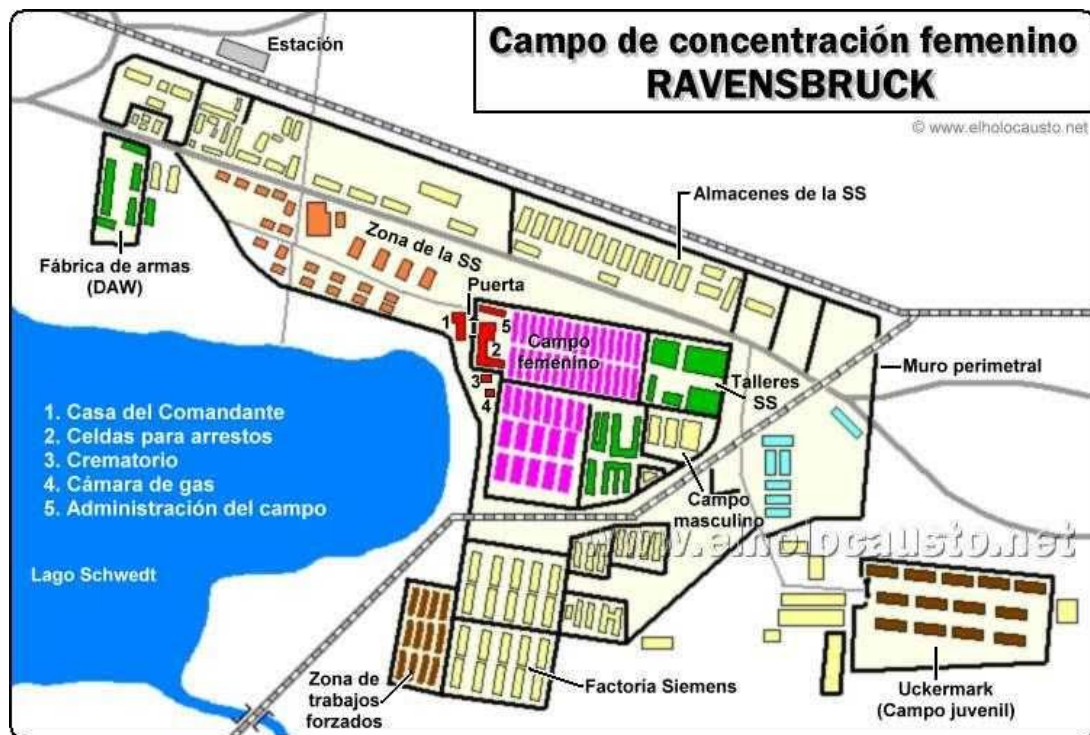 Campo de concentración femenino
RAVENSBRUCK
© www.elholocausto.net
Estación
Almacenes de la SS
Zona de la SS
Fábrica de armas
(DAW)
Puerta
1
5
2
3
4
Campo
femenino
Talleres
SS
Muro perimetral
1. Casa del Comandante
2. Celdas para arrestos
3. Crematorio
4. Cámara de gas
5. Administración del campo
Campo
masculino
www.elholocausto.net
Lago Schwedt
Zona de
trabajos
forzados
Factoría Siemens
Uckermark
(Campo juvenil)